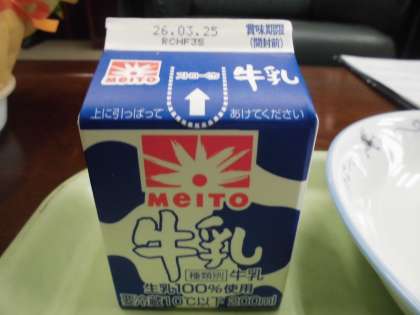 26.03.25
RCHF3S
賞味期限
(開封前)
MEITO
ストローぐち
牛乳
上に引っぱって
あけてください
MEITO
牛乳
[種類別]牛乳
生乳100%使用
要冷蔵10℃以下 200ml